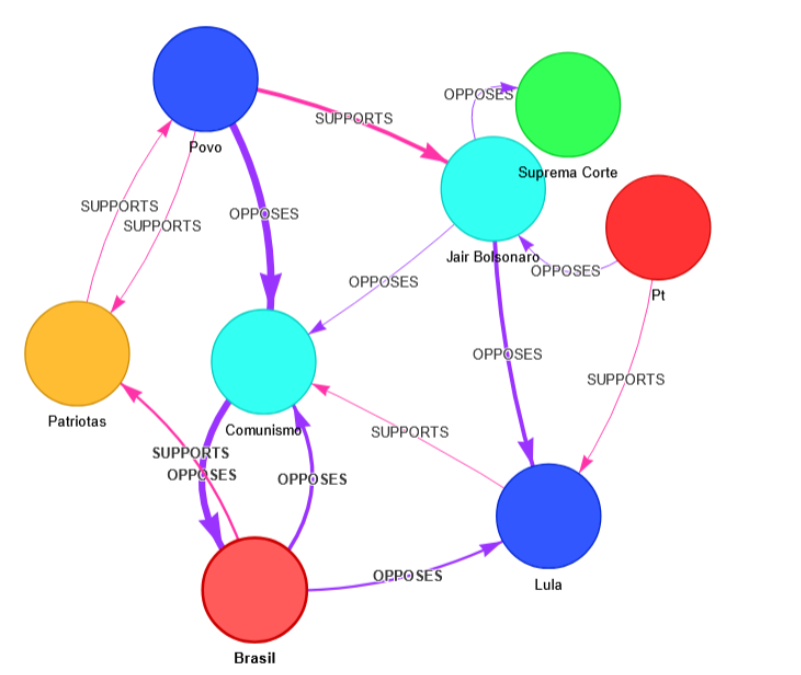 OPPOSES
SUPPORTS
Povo
Suprema Corte
SUPPORTS
OPPOSES
SUPPORTS
Jair Bolsonaro
OPPOSES
OPPOSES
Pt
OPPOSES
SUPPORTS
Patriotas
Comunismo
SUPPORTS
SUPPORTS
OPPOSES
OPPOSES
OPPOSES
Lula
Brasil